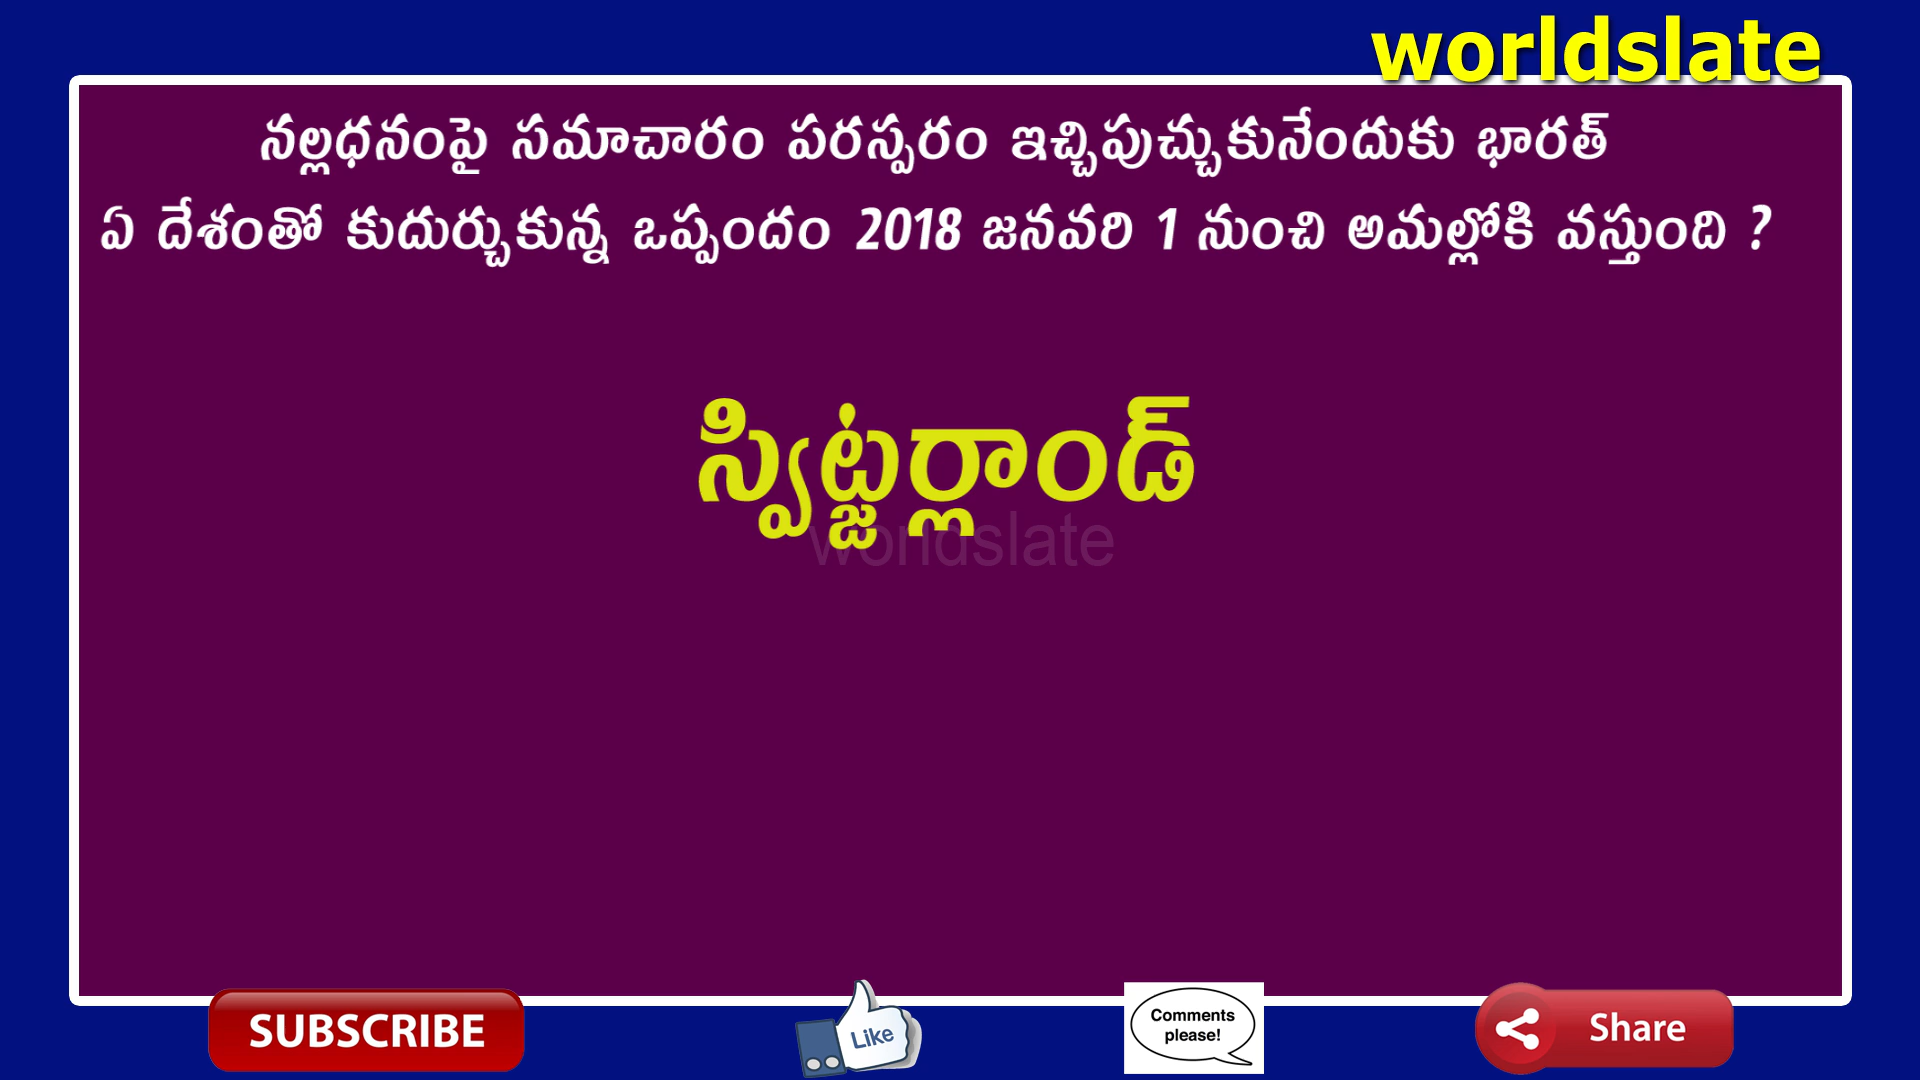 worldslate
నల్లధనంపై సమాచారం పరస్పరం ఇచ్చిపుచ్చుకునేందుకు భారత్
ఏ దేశంతో కుదుర్చుకున్న ఒప్పందం 2018 జనవరి 1 నుంచి అమల్లోకి వస్తుంది ?
స్విట్జర్లాండ్
worldslate
SUBSCRIBE
Like
Comments
please!
Share